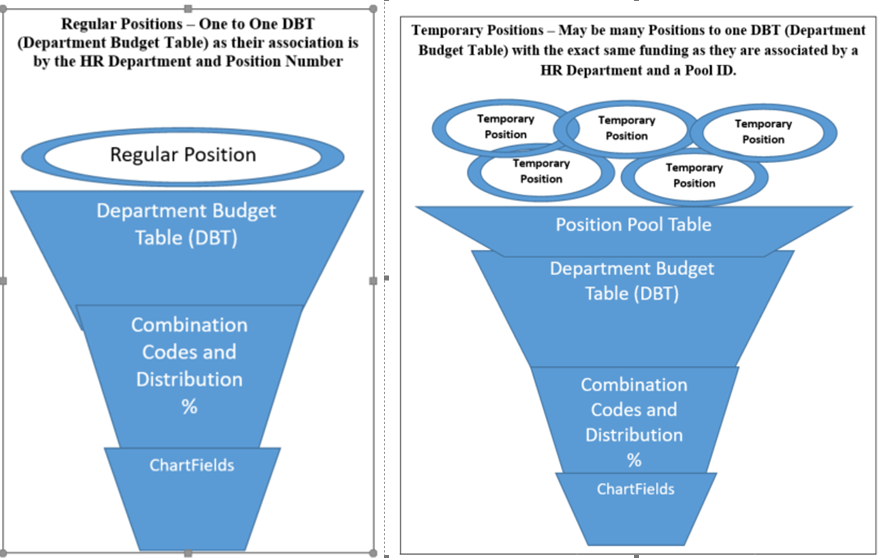 Regular Positions – One to One DBT
(Department Budget Table) as their association is
by the HR Department and Position Number
Regular Position
Department Budget
Table (DBT)
Combination
Codes and
Distribution
%
ChartFields
Temporary Positions – May be many Positions to one DBT (Department
Budget Table) with the exact same funding as they are associated by a
HR Department and a Pool ID.
Temporary
Position
Temporary
Position
Temporary
Position
Temporary
Position
Temporary
Position
Position Pool Table
Department Budget
Table (DBT)
Combination
Codes and
Distribution
%
ChartFields